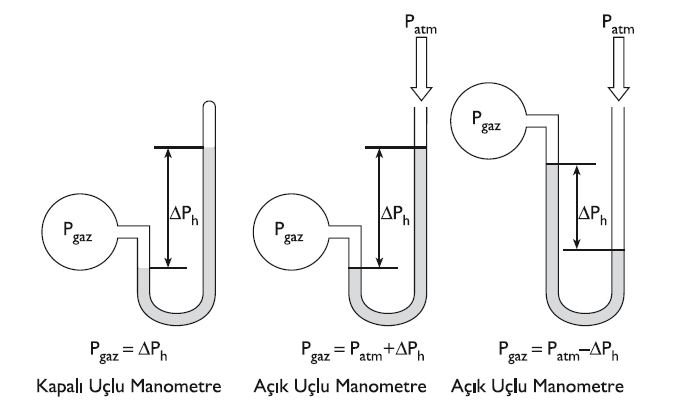 P_atm
P_atm
P_gaz
ΔP_h
P_gaz
ΔP_h
P_gaz
ΔP_h
P_gaz = ΔP_h
P_gaz = P_atm+ΔP_h
P_gaz = P_atm–ΔP_h
Kapalı Uçlu Manometre
Açık Uçlu Manometre
Açık Uçlu Manometre